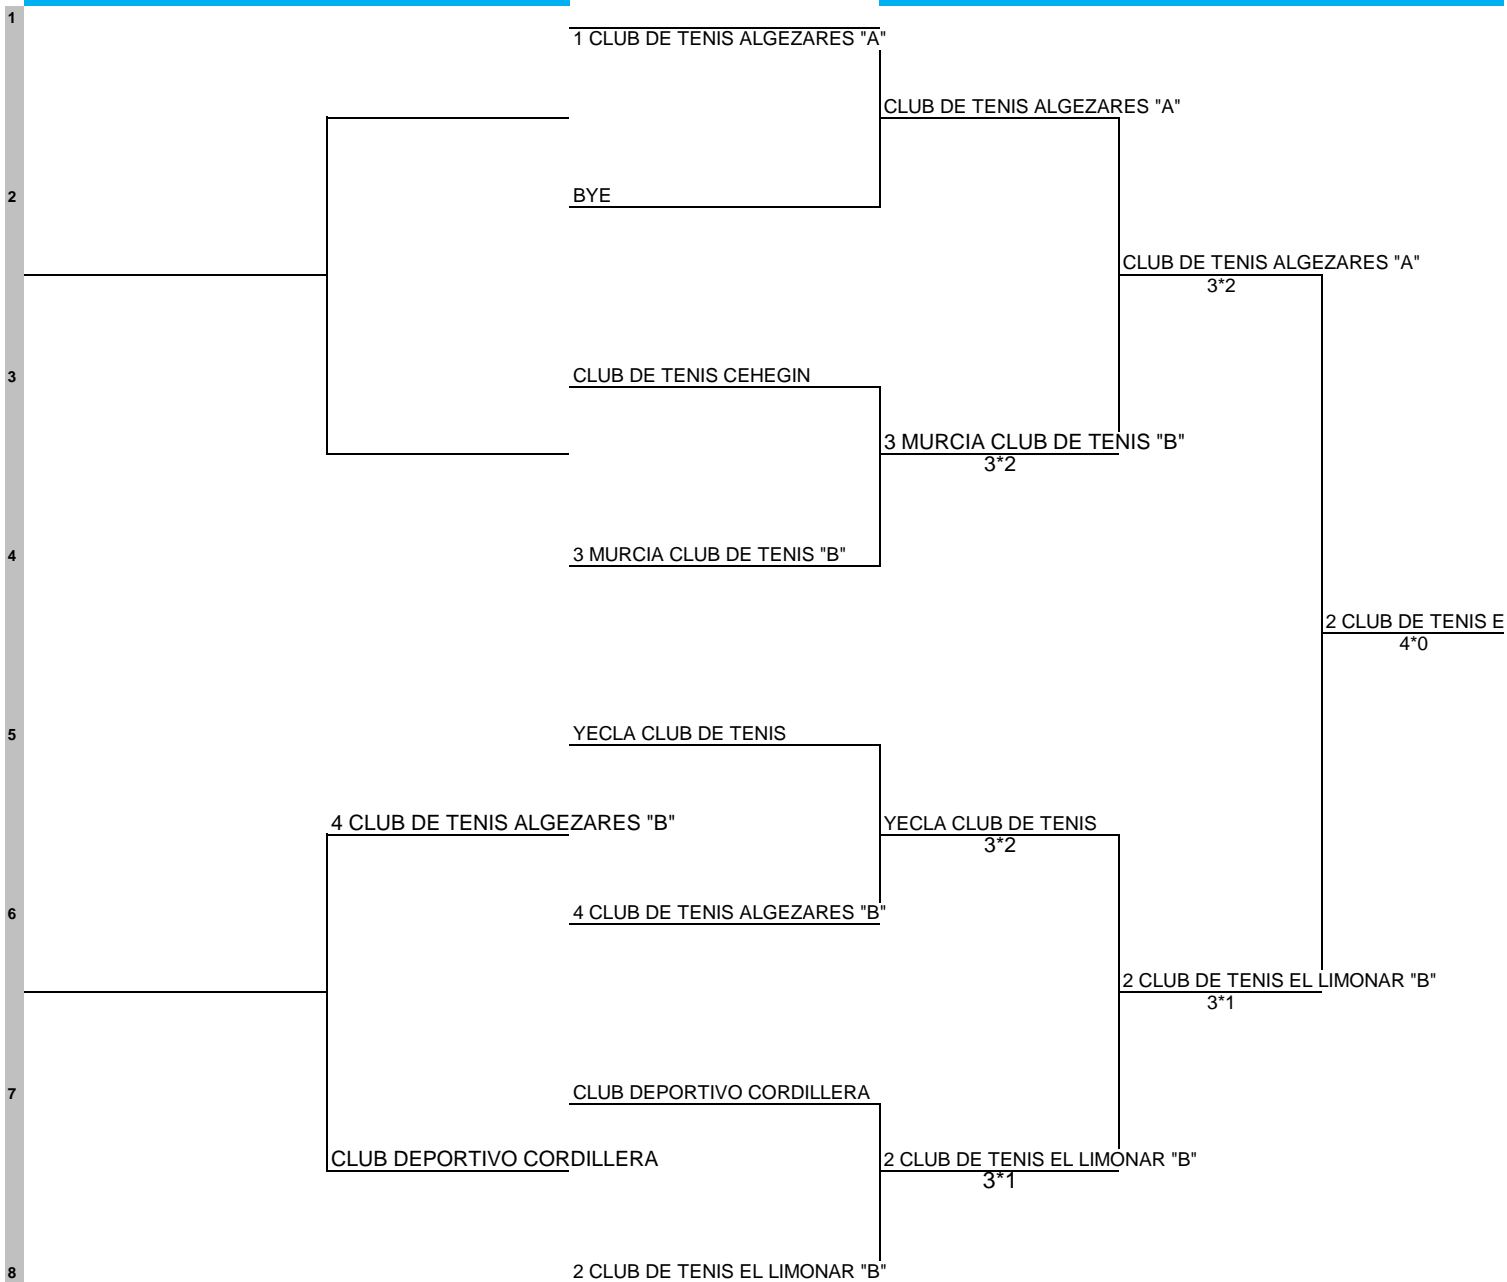 1
1 CLUB DE TENIS ALGEZARES "A"
CLUB DE TENIS ALGEZARES "A"
2
BYE
CLUB DE TENIS ALGEZARES "A"
3*2
3
CLUB DE TENIS CEHEGIN
3 MURCIA CLUB DE TENIS "B"
3*2
4
3 MURCIA CLUB DE TENIS "B"
2 CLUB DE TENIS E
4*0
5
YECLA CLUB DE TENIS
4 CLUB DE TENIS ALGEZARES "B"
YECLA CLUB DE TENIS
3*2
6
4 CLUB DE TENIS ALGEZARES "B"
2 CLUB DE TENIS EL LIMONAR "B"
3*1
7
CLUB DEPORTIVO CORDILLERA
CLUB DEPORTIVO CORDILLERA
2 CLUB DE TENIS EL LIMONAR "B"
3*1
8
2 CLUB DE TENIS EL LIMONAR "B"